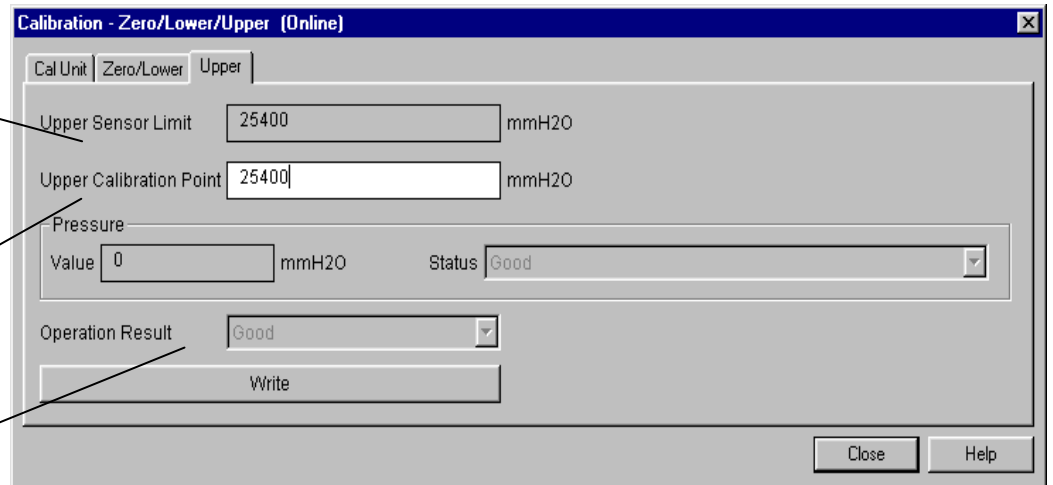 Calibration - Zero/Lower/Upper (Online)
Cal Unit Zero/Lower Upper
Upper Sensor Limit 25400 mmH2O
Upper Calibration Point 25400 mmH2O
Pressure
Value 0 mmH2O Status Good
Operation Result Good
Write
Close Help